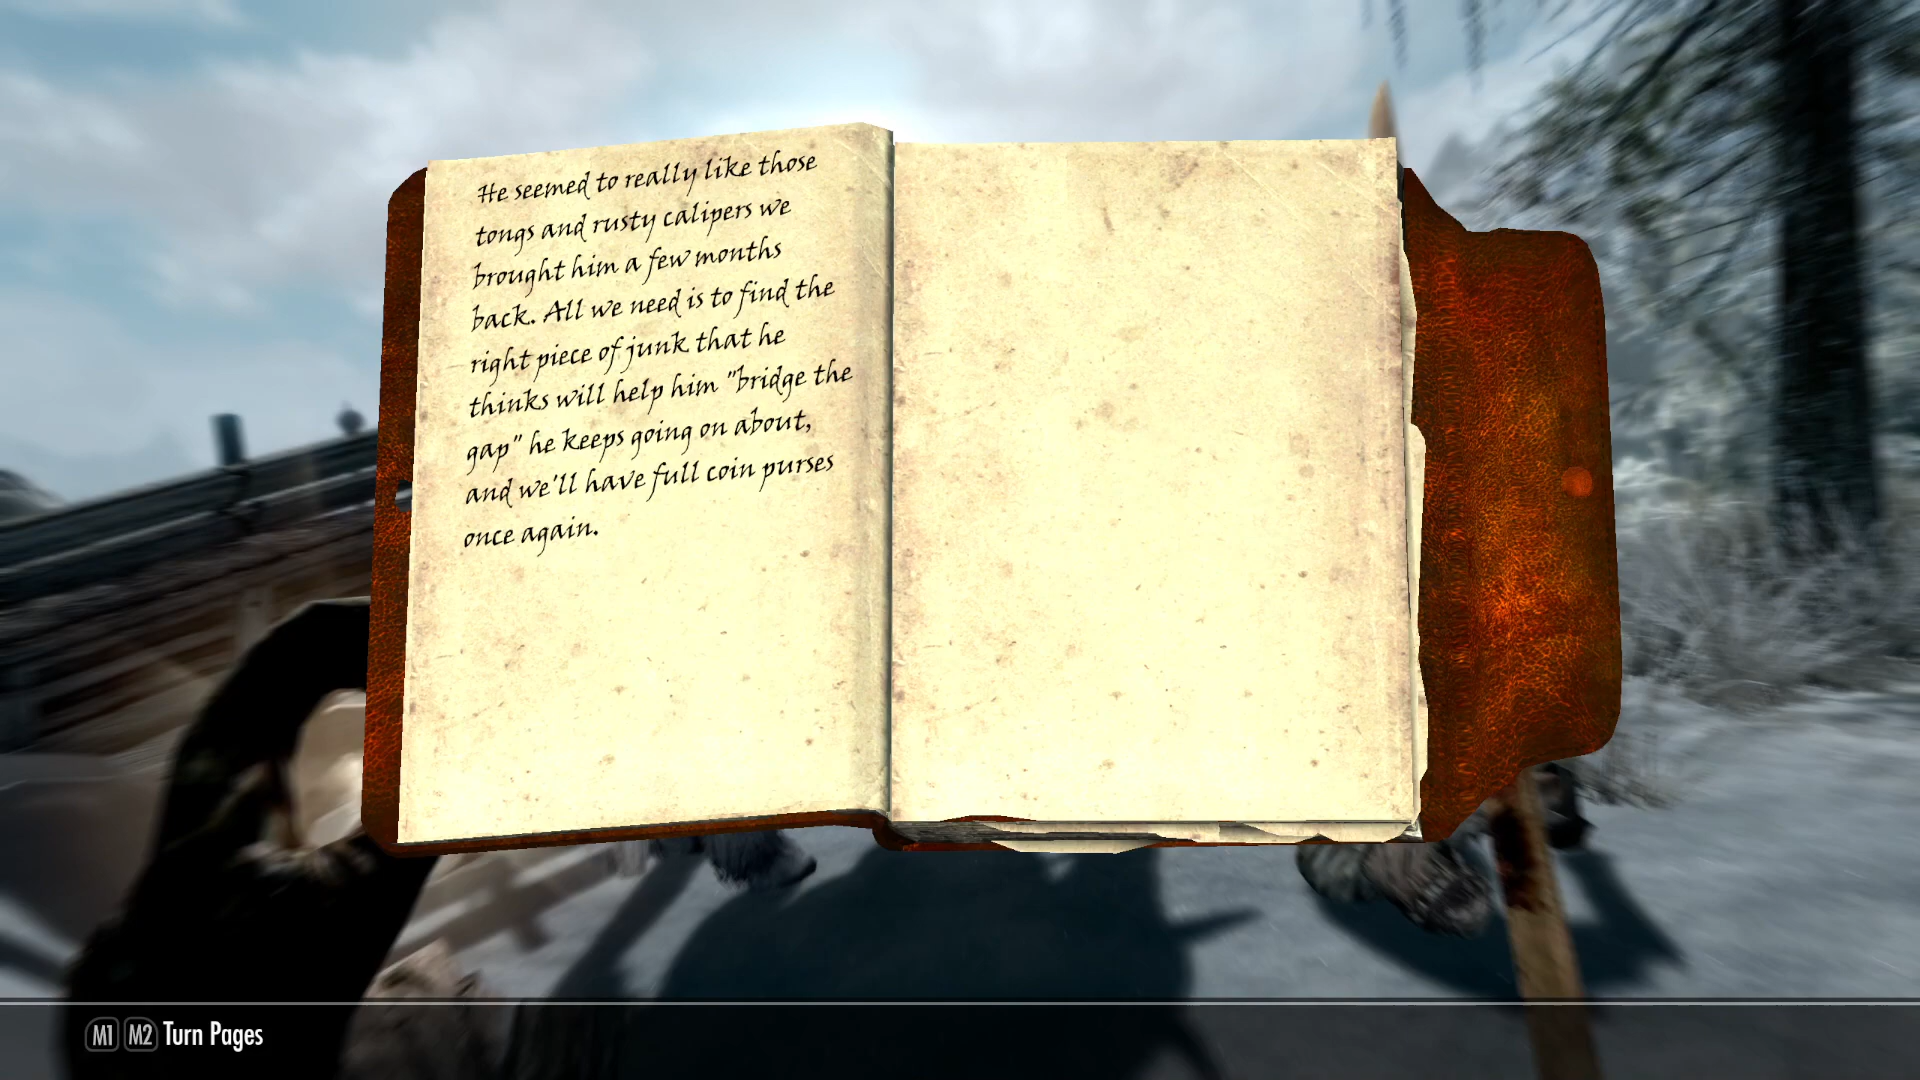 He seemed to really like those
tongs and rusty calipers we
brought him a few months
back. All we need is to find the
right piece of junk that he
thinks will help him "bridge the
gap" he keeps going on about,
and we'll have full coin purses
once again.
M1 M2 Turn Pages